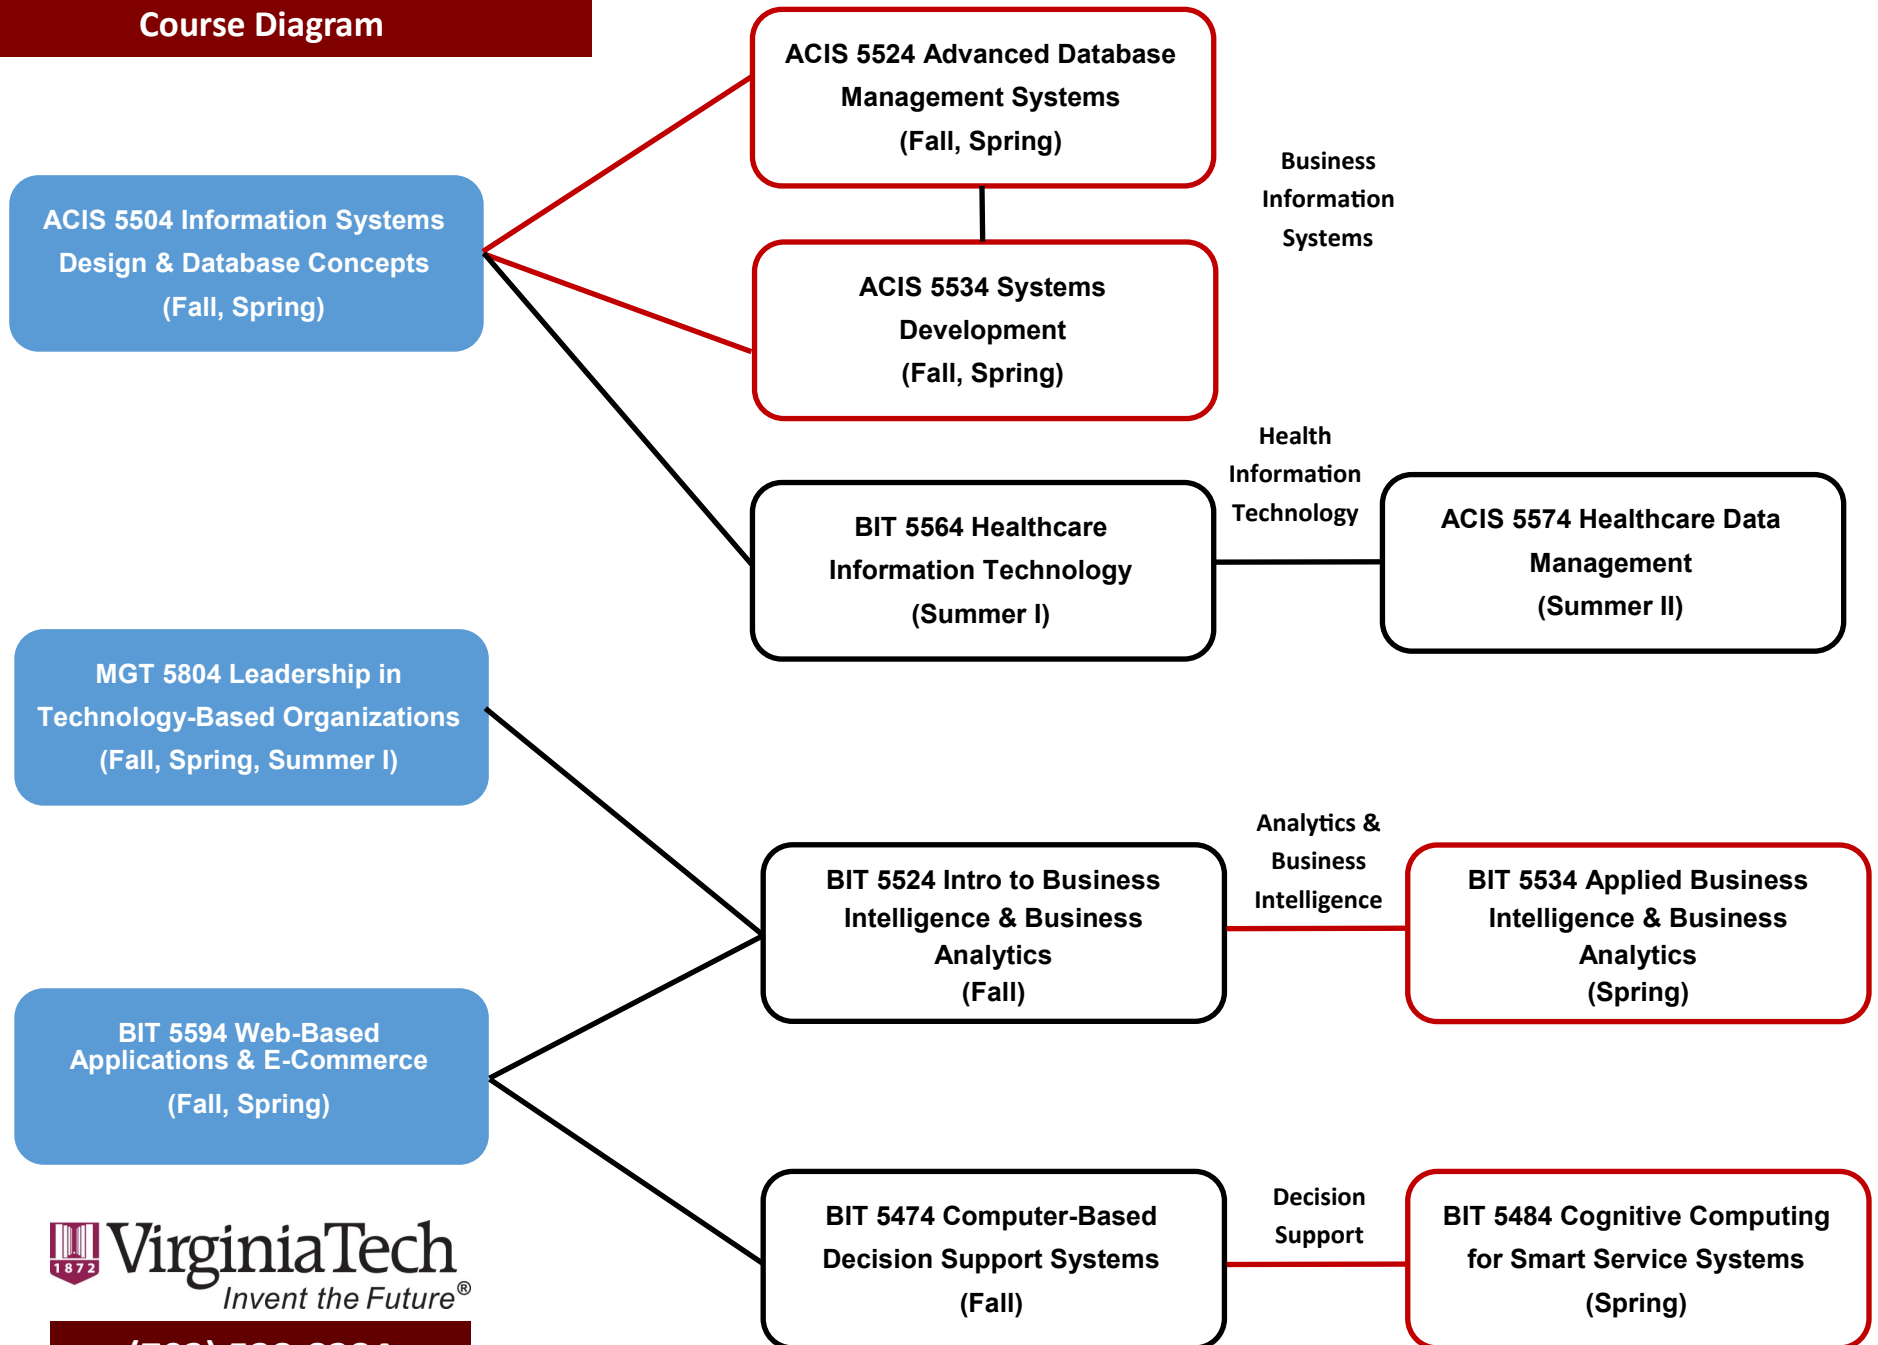 Course Diagram
ACIS 5524 Advanced Database
Management Systems
(Fall, Spring)
Business
Information
Systems
ACIS 5504 Information Systems
Design & Database Concepts
(Fall, Spring)
ACIS 5534 Systems
Development
(Fall, Spring)
Health
Information
Technology
BIT 5564 Healthcare
Information Technology
(Summer I)
ACIS 5574 Healthcare Data
Management
(Summer II)
MGT 5804 Leadership in
Technology-Based Organizations
(Fall, Spring, Summer I)
Analytics &
Business
Intelligence
BIT 5524 Intro to Business
Intelligence & Business
Analytics
(Fall)
BIT 5534 Applied Business
Intelligence & Business
Analytics
(Spring)
BIT 5594 Web-Based
Applications & E-Commerce
(Fall, Spring)
Decision
Support
BIT 5474 Computer-Based
Decision Support Systems
(Fall)
BIT 5484 Cognitive Computing
for Smart Service Systems
(Spring)
1872
VirginiaTech
Invent the Future®